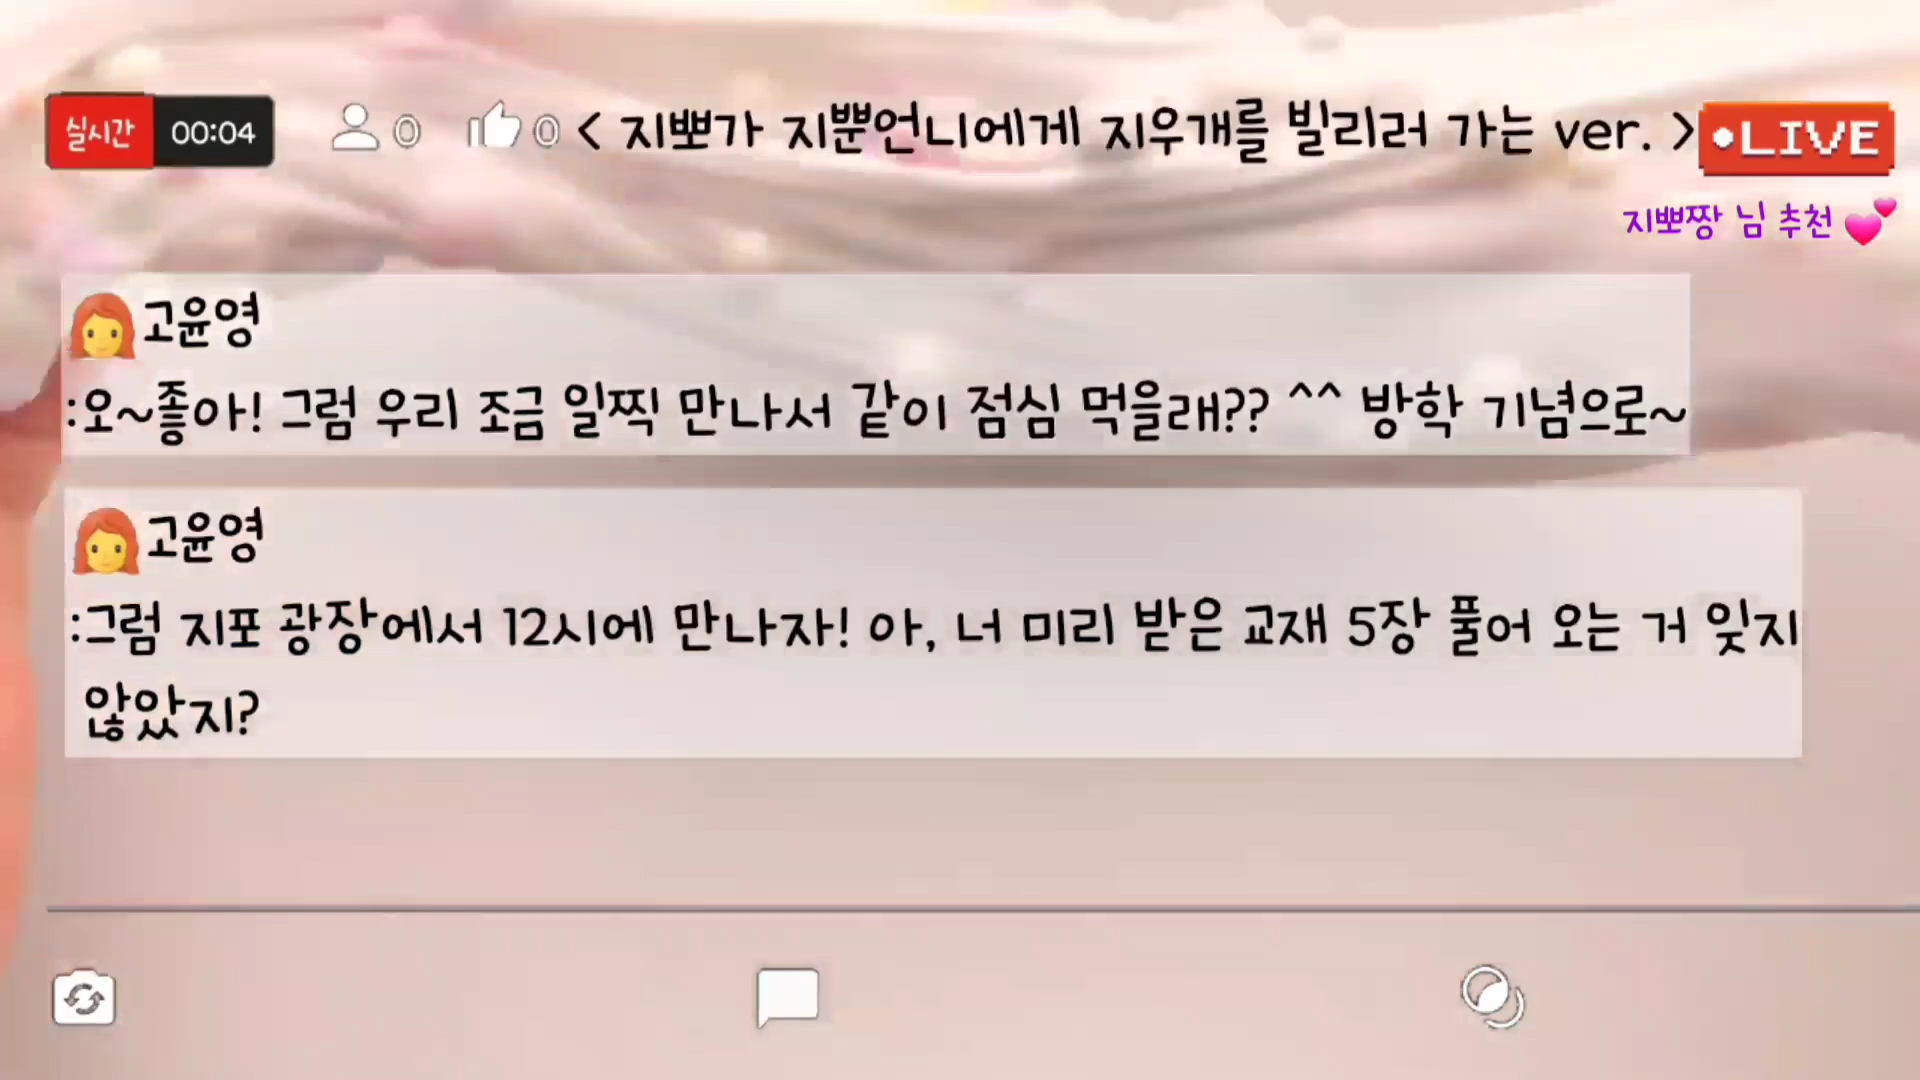 실시간 00:04 0 0 < 지뽀가 지뿐언니에게 지우개를 빌리러 가는 ver. > •LIVE
지뽀짱 님 추천
고윤영
:오~좋아! 그럼 우리 조금 일찍 만나서 같이 점심 먹을래?? ^^ 방학 기념으로~
고윤영
:그럼 지포 광장에서 12시에 만나자! 아, 너 미리 받은 교재 5장 풀어 오는 거 잊지
않았지?